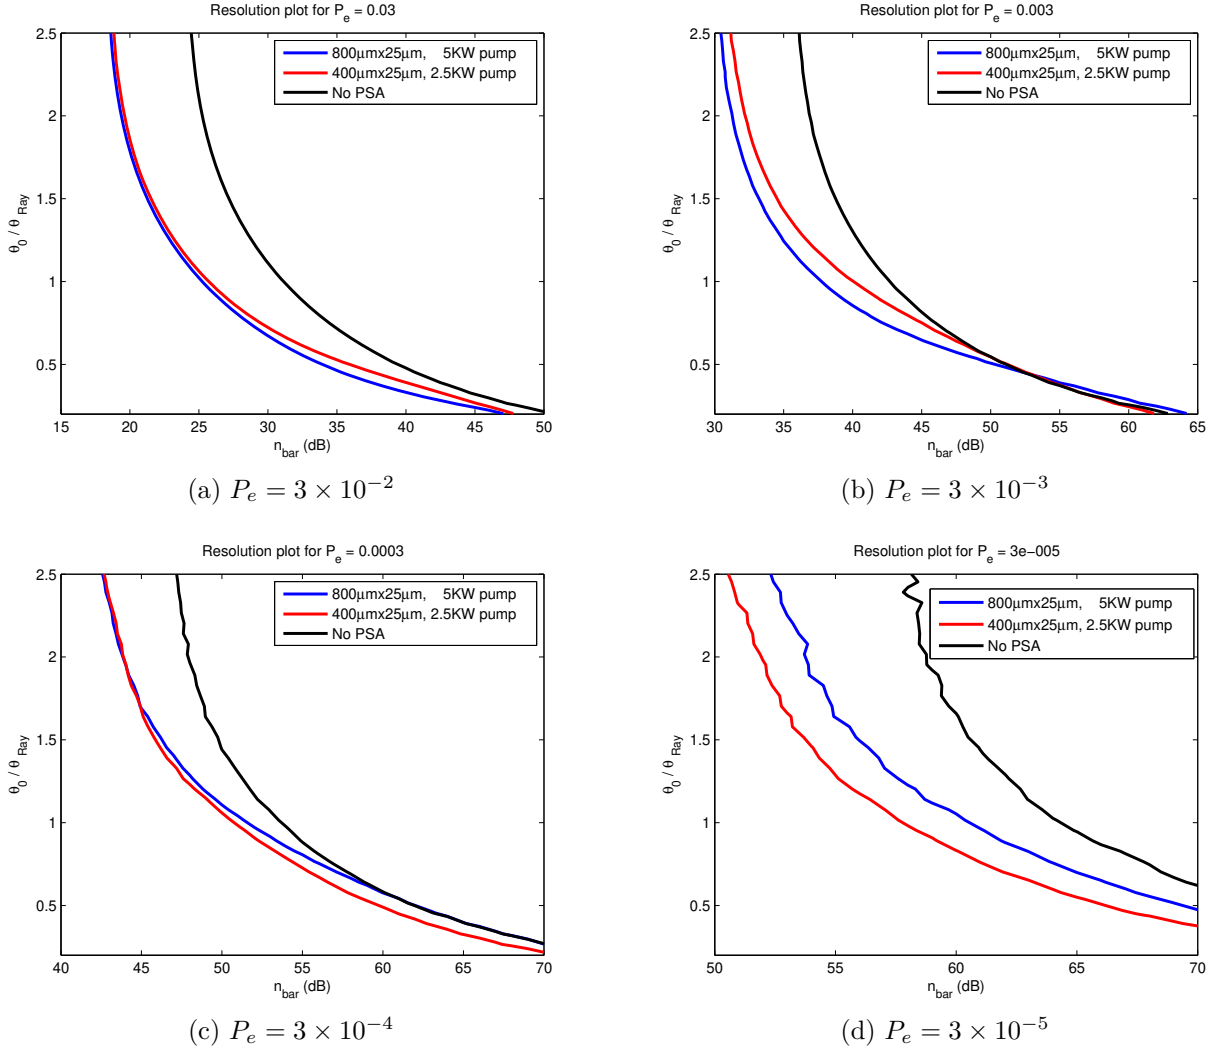 Resolution plot for P_e = 0.03
2.5
2
1.5
1
0.5
θ_0 / θ_Ray
800μmx25μm, 5KW pump
400μmx25μm, 2.5KW pump
No PSA
15 20 25 30 35 40 45 50
n_bar (dB)
(a) P_e = 3 × 10^{-2}
Resolution plot for P_e = 0.003
2.5
2
1.5
1
0.5
θ_0 / θ_Ray
800μmx25μm, 5KW pump
400μmx25μm, 2.5KW pump
No PSA
30 35 40 45 50 55 60 65
n_bar (dB)
(b) P_e = 3 × 10^{-3}
Resolution plot for P_e = 0.0003
2.5
2
1.5
1
0.5
θ_0 / θ_Ray
800μmx25μm, 5KW pump
400μmx25μm, 2.5KW pump
No PSA
40 45 50 55 60 65 70
n_bar (dB)
(c) P_e = 3 × 10^{-4}
Resolution plot for P_e = 3e-005
2.5
2
1.5
1
0.5
θ_0 / θ_Ray
800μmx25μm, 5KW pump
400μmx25μm, 2.5KW pump
No PSA
50 55 60 65 70
n_bar (dB)
(d) P_e = 3 × 10^{-5}